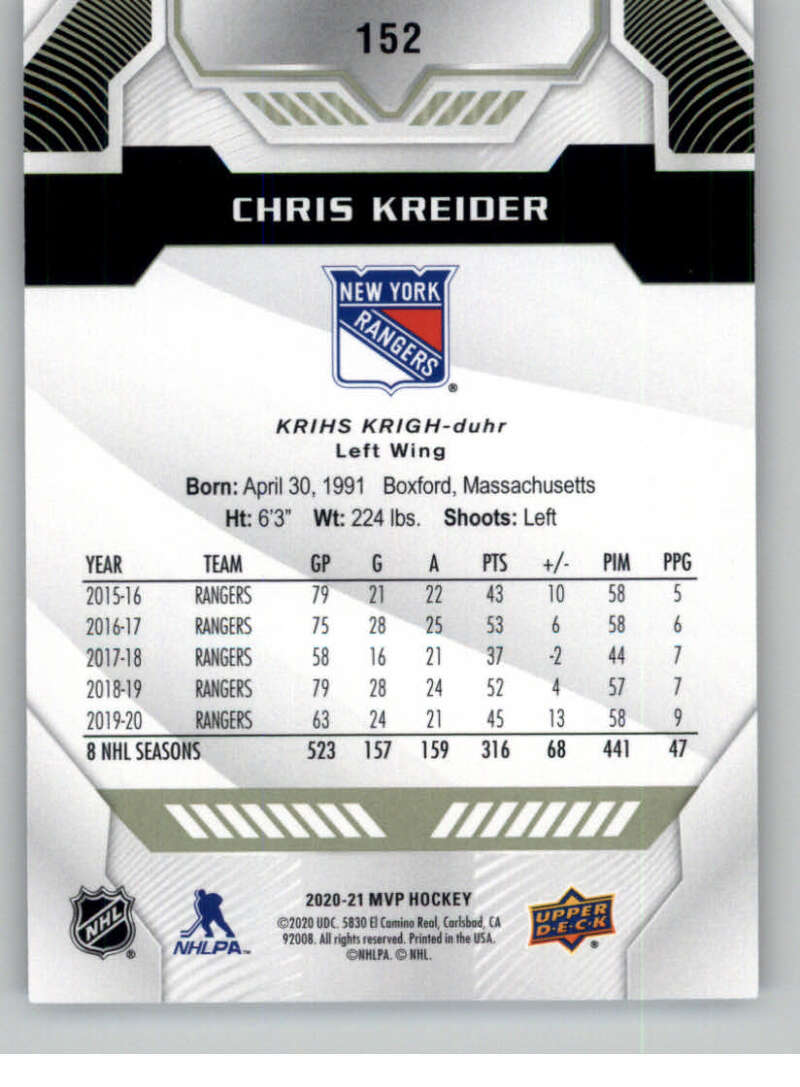 152
CHRIS KREIDER
NEW YORK
RANGERS
®
KRIHS KRIGH-duhr
Left Wing
Born: April 30, 1991 Boxford, Massachusetts
Ht: 6'3" Wt: 224 lbs. Shoots: Left
YEAR TEAM GP G A PTS +/- PIM PPG
2015-16 RANGERS 79 21 22 43 10 58 5
2016-17 RANGERS 75 28 25 53 6 58 6
2017-18 RANGERS 58 16 21 37 -2 44 7
2018-19 RANGERS 79 28 24 52 4 57 7
2019-20 RANGERS 63 24 21 45 13 58 9
8 NHL SEASONS 523 157 159 316 68 441 47
NHL ®
NHLPA™
2020-21 MVP HOCKEY
©2020 UDC. 5830 El Camino Real, Carlsbad, CA
92008. All rights reserved. Printed in the USA.
©NHLPA. © NHL.
UPPER
D·E·C·K ®